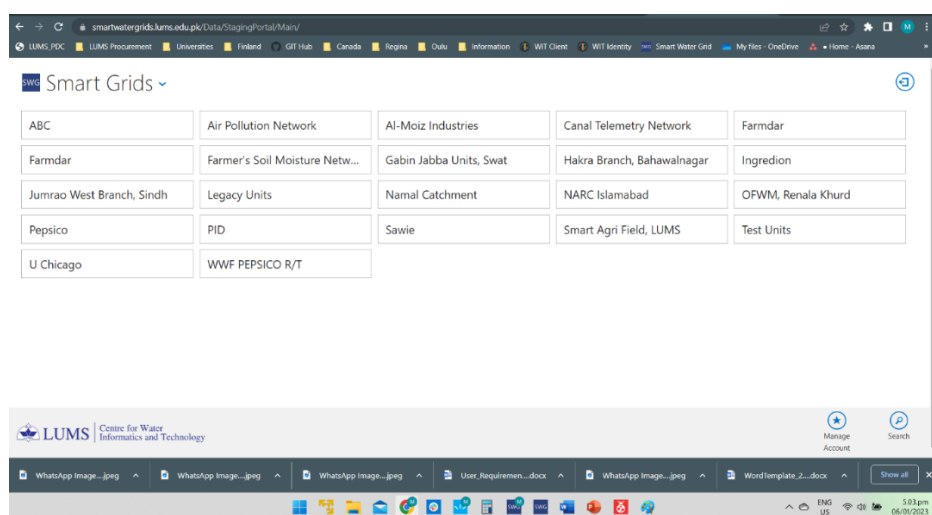 smartwatergrids.lums.edu.pk/Data/StagingPortal/Main/
M
LUMS_PDC LUMS Procurement Universities Finland GIT Hub Canada Regina Oulu Information WIT Client WIT Identity Smart Water Grid My files - OneDrive Home - Asana »
SWG Smart Grids
ABC Air Pollution Network Al-Moiz Industries Canal Telemetry Network Farmdar
Farmdar Farmer's Soil Moisture Netw... Gabin Jabba Units, Swat Hakra Branch, Bahawalnagar Ingredion
Jumrao West Branch, Sindh Legacy Units Namal Catchment NARC Islamabad OFWM, Renala Khurd
Pepsico PID Sawie Smart Agri Field, LUMS Test Units
U Chicago WWF PEPSICO R/T
LUMS Centre for Water
Informatics and Technology
Manage
Account
Search
WhatsApp Image...jpeg WhatsApp Image...jpeg WhatsApp Image...jpeg User_Requiremen...docx WhatsApp Image...jpeg WordTemplate_2...docx Show all
ENG
US
5:03 pm
06/01/2023